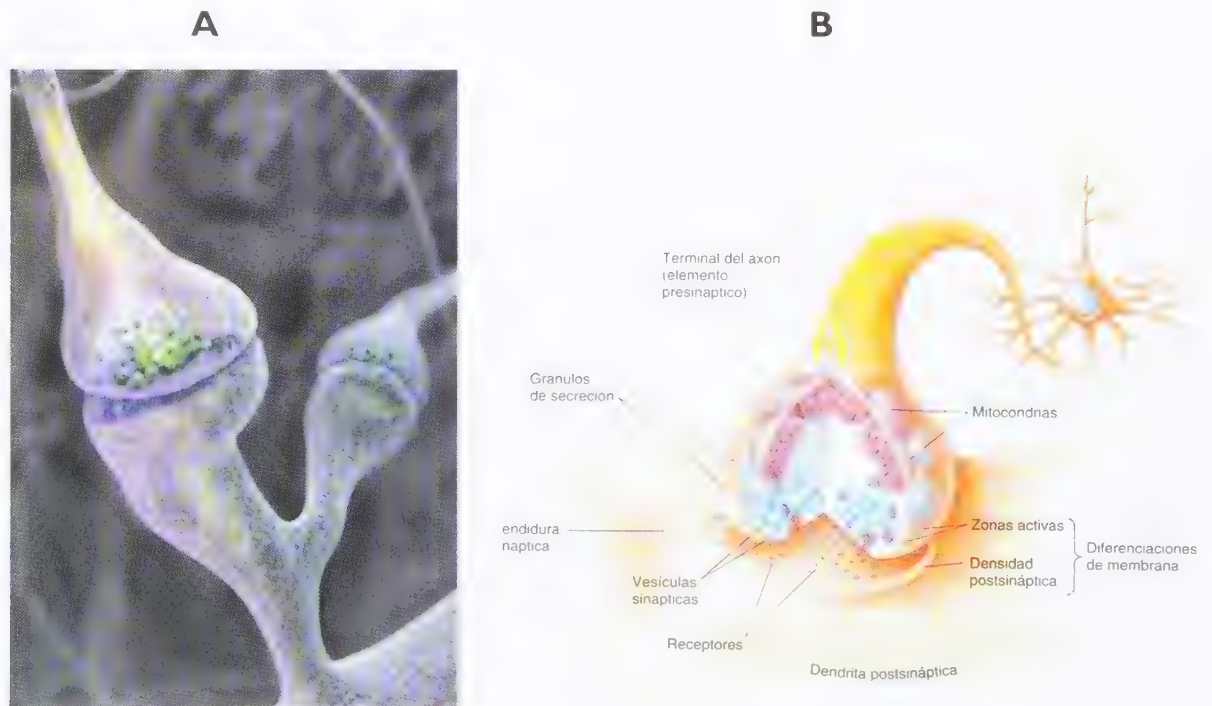 A
B
Terminal del axon
(elemento
presinaptico)
Granulos
de secreción
Mitocondrias
endidura
naptica
Zonas activas
Densidad
postsináptica
Diferenciaciones
de membrana
Vesículas
sinapticas
Receptores
Dendrita postsináptica